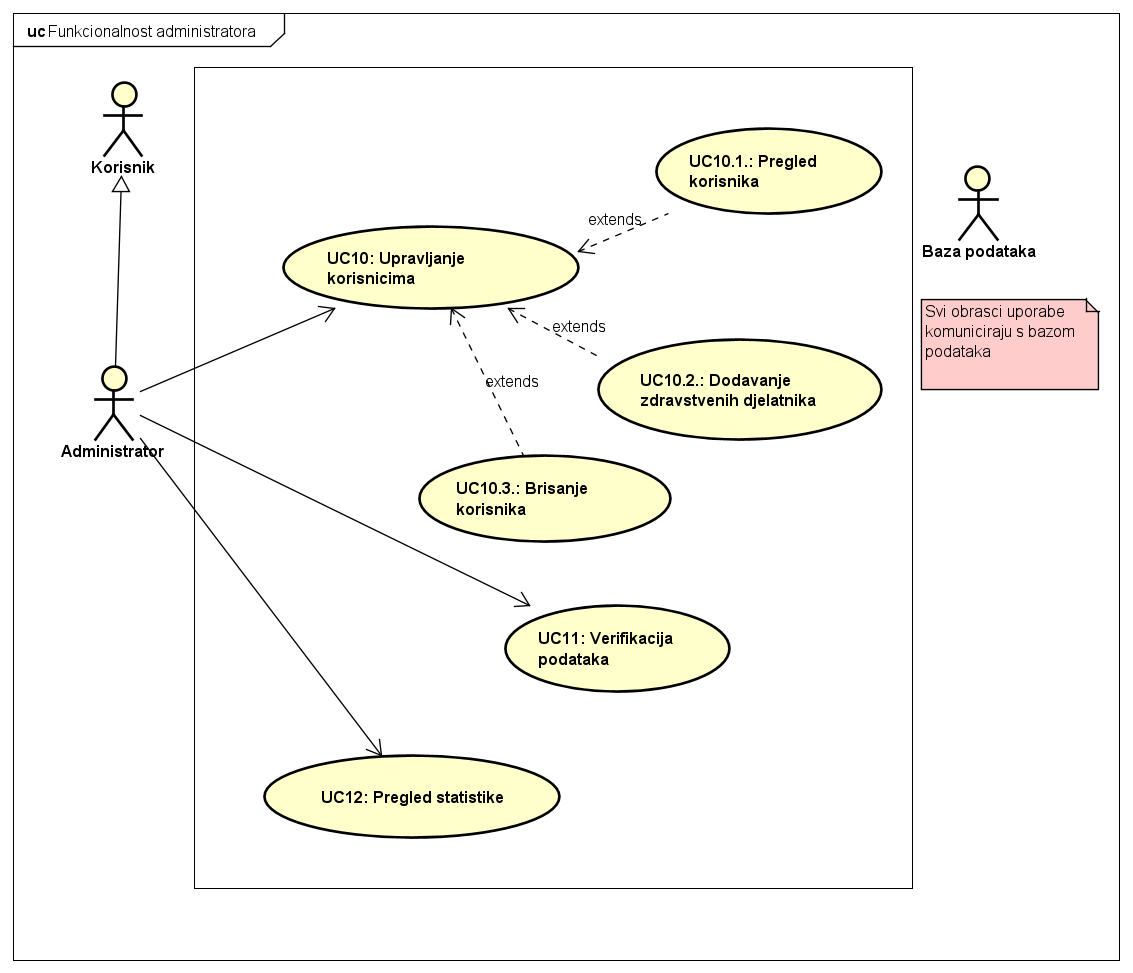 uc Funkcionalnost administratora
Korisnik
UC10.1.: Pregled
korisnika
extends
Baza podataka
UC10: Upravljanje
korisnicima
Svi obrasci uporabe
komuniciraju s bazom
podataka
extends
extends
UC10.2.: Dodavanje
zdravstvenih djelatnika
Administrator
UC10.3.: Brisanje
korisnika
UC11: Verifikacija
podataka
UC12: Pregled statistike